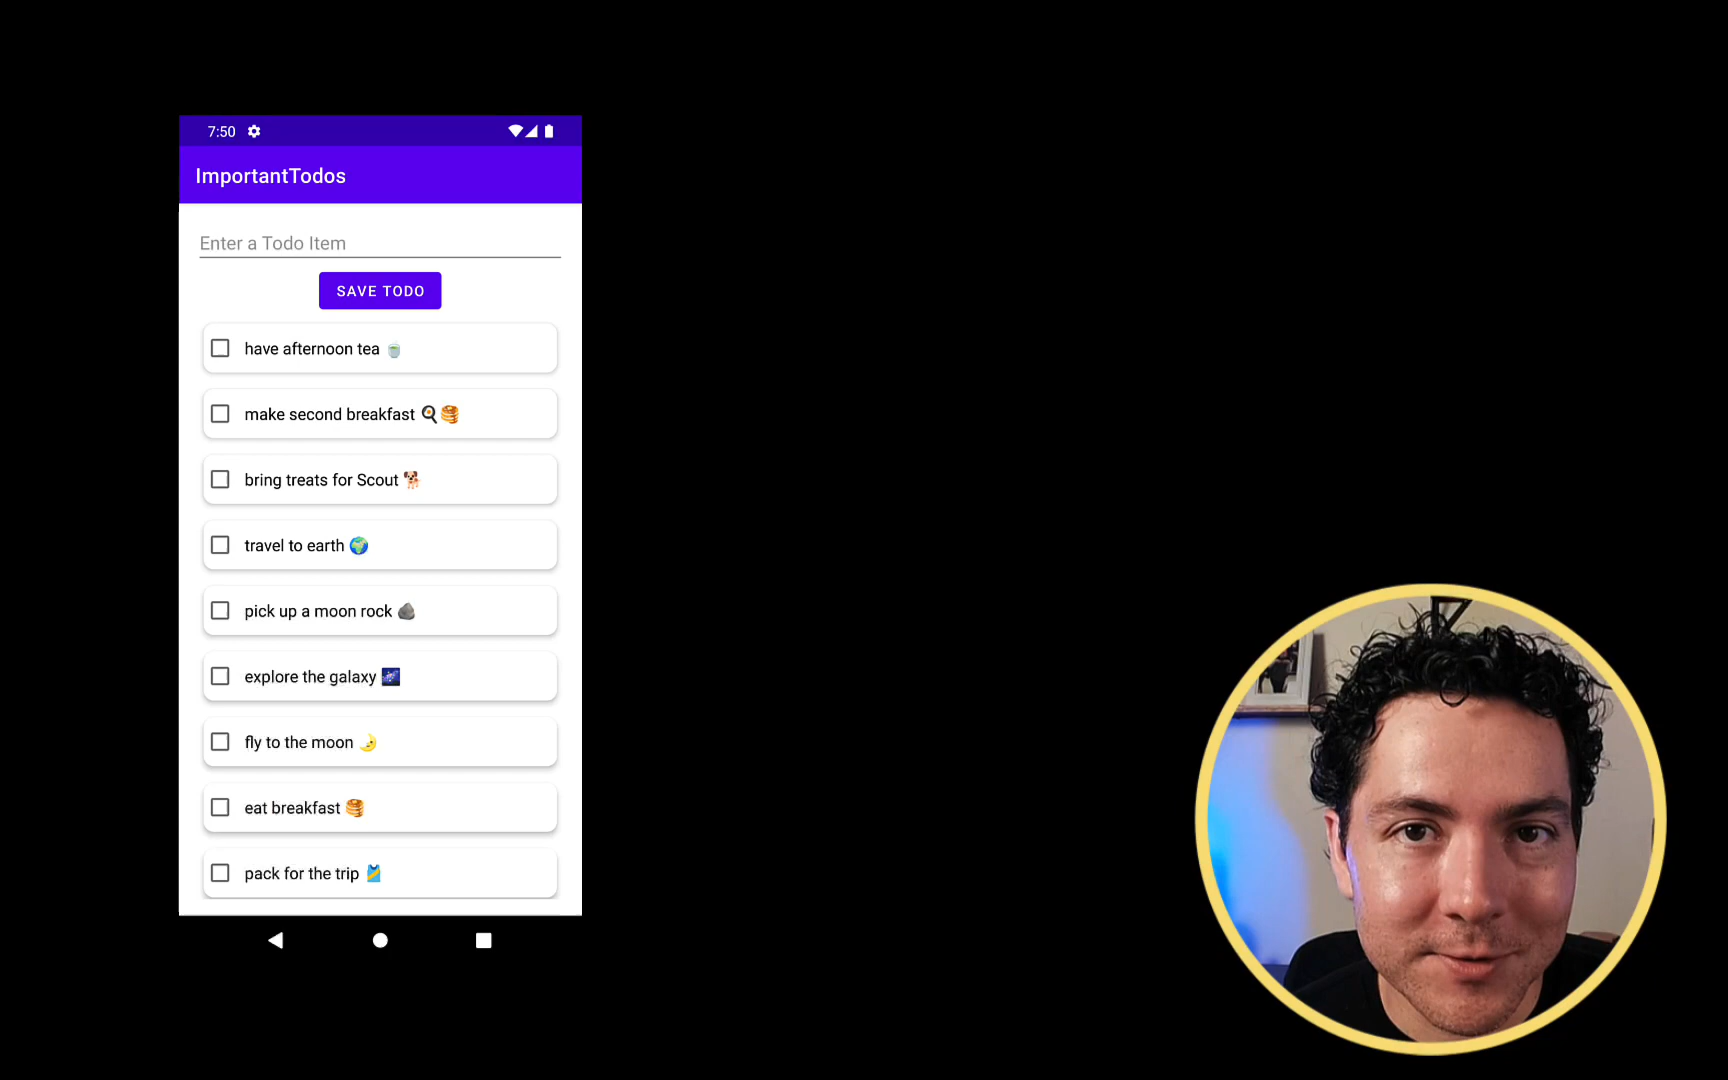 7:50
ImportantTodos
Enter a Todo Item
SAVE TODO
have afternoon tea 🍵
make second breakfast 🍳🥞
bring treats for Scout 🐕
travel to earth 🌍
pick up a moon rock 🪨
explore the galaxy 🌌
fly to the moon 🌛
eat breakfast 🥞
pack for the trip 🎽